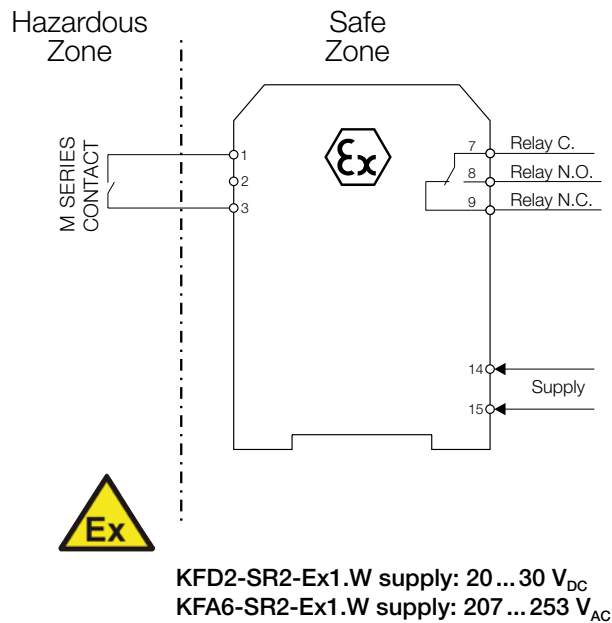 Hazardous
Zone
Safe
Zone
M SERIES
CONTACT
1
2
3
Ex
7
Relay C.
8
Relay N.O.
9
Relay N.C.
14
Supply
15
Ex
KFD2-SR2-Ex1.W supply: 20...30 VDC
KFA6-SR2-Ex1.W supply: 207...253 VAC